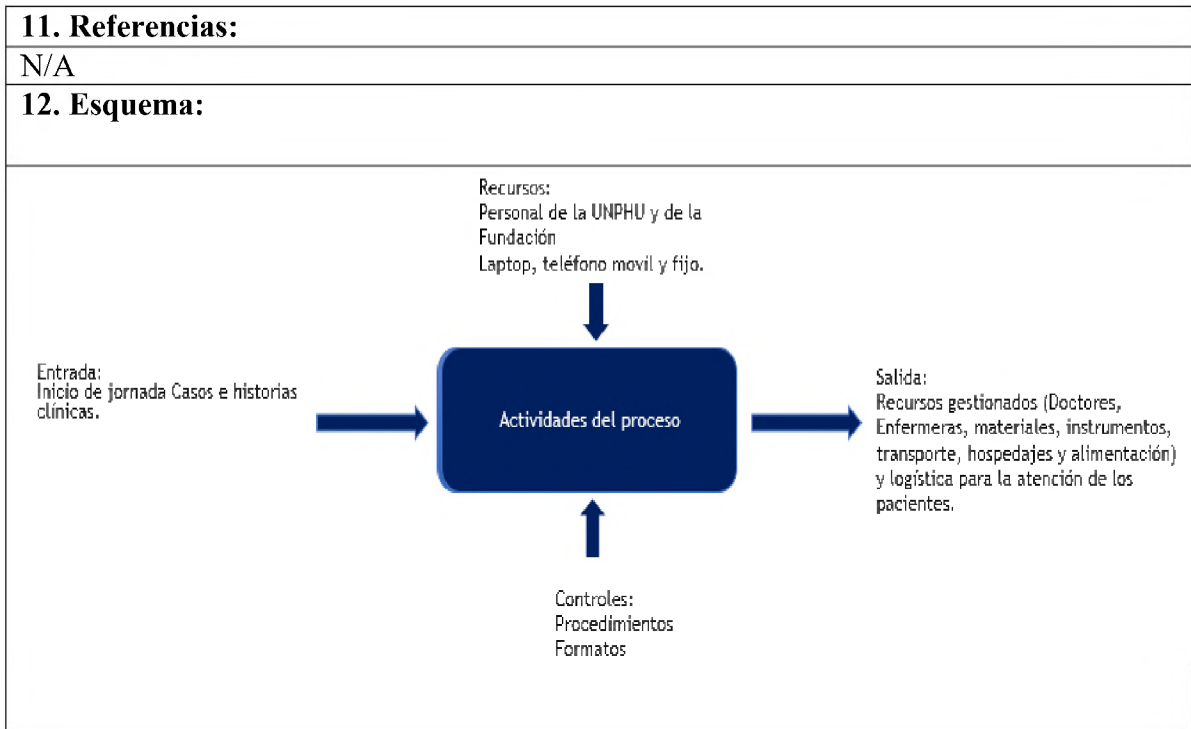 11. Referencias:
N/A
12. Esquema:
Recursos:
Personal de la UNPHU y de la
Fundación
Laptop, teléfono movil y fijo.
Entrada:
Inicio de jornada Casos e historias
clínicas.
Actividades del proceso
Salida:
Recursos gestionados (Doctores,
Enfermeras, materiales, instrumentos,
transporte, hospedajes y alimentación)
y logística para la atención de los
pacientes.
Controles:
Procedimientos
Formatos